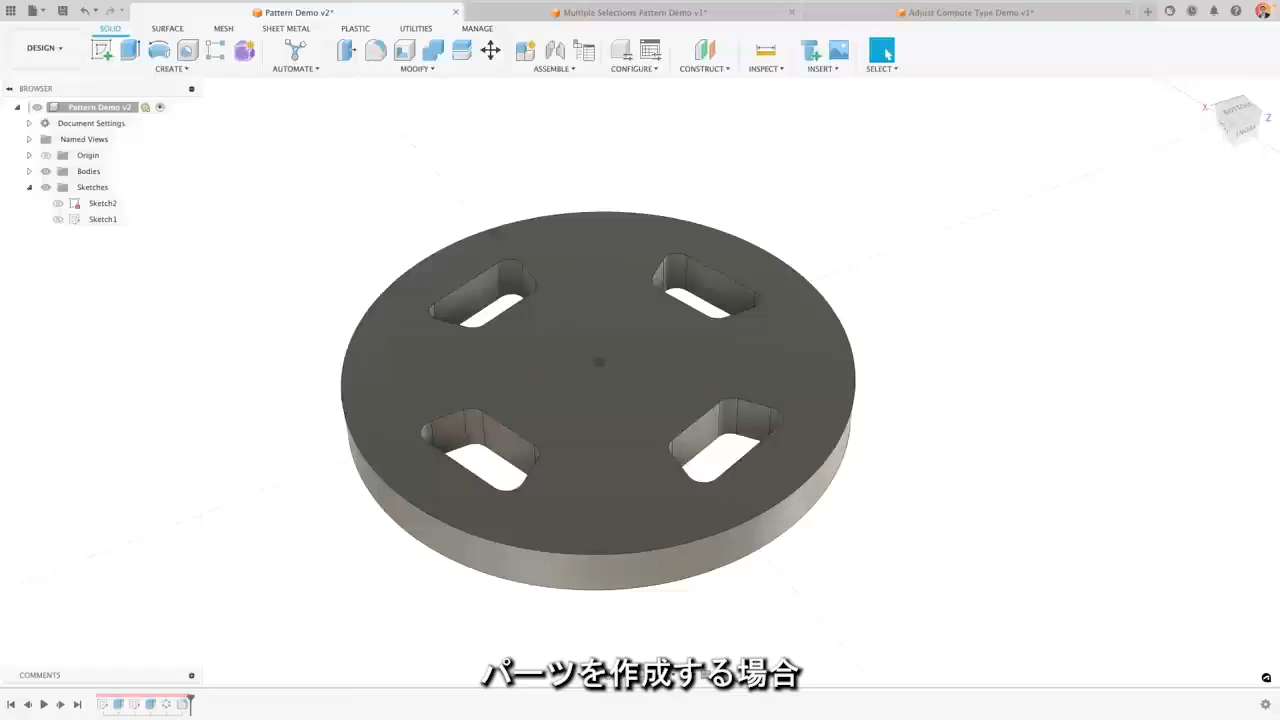 Pattern Demo v2*
Multiple Selections Pattern Demo v1*
Adjust Compute Type Demo v1*
SOLID
SURFACE
MESH
SHEET METAL
PLASTIC
UTILITIES
MANAGE
DESIGN
CREATE
AUTOMATE
MODIFY
ASSEMBLE
CONFIGURE
CONSTRUCT
INSPECT
INSERT
SELECT
BROWSER
Pattern Demo v2
Document Settings
Named Views
Origin
Bodies
Sketches
Sketch2
Sketch1
X
Z
BOTTOM
COMMENTS
パーツを作成する場合